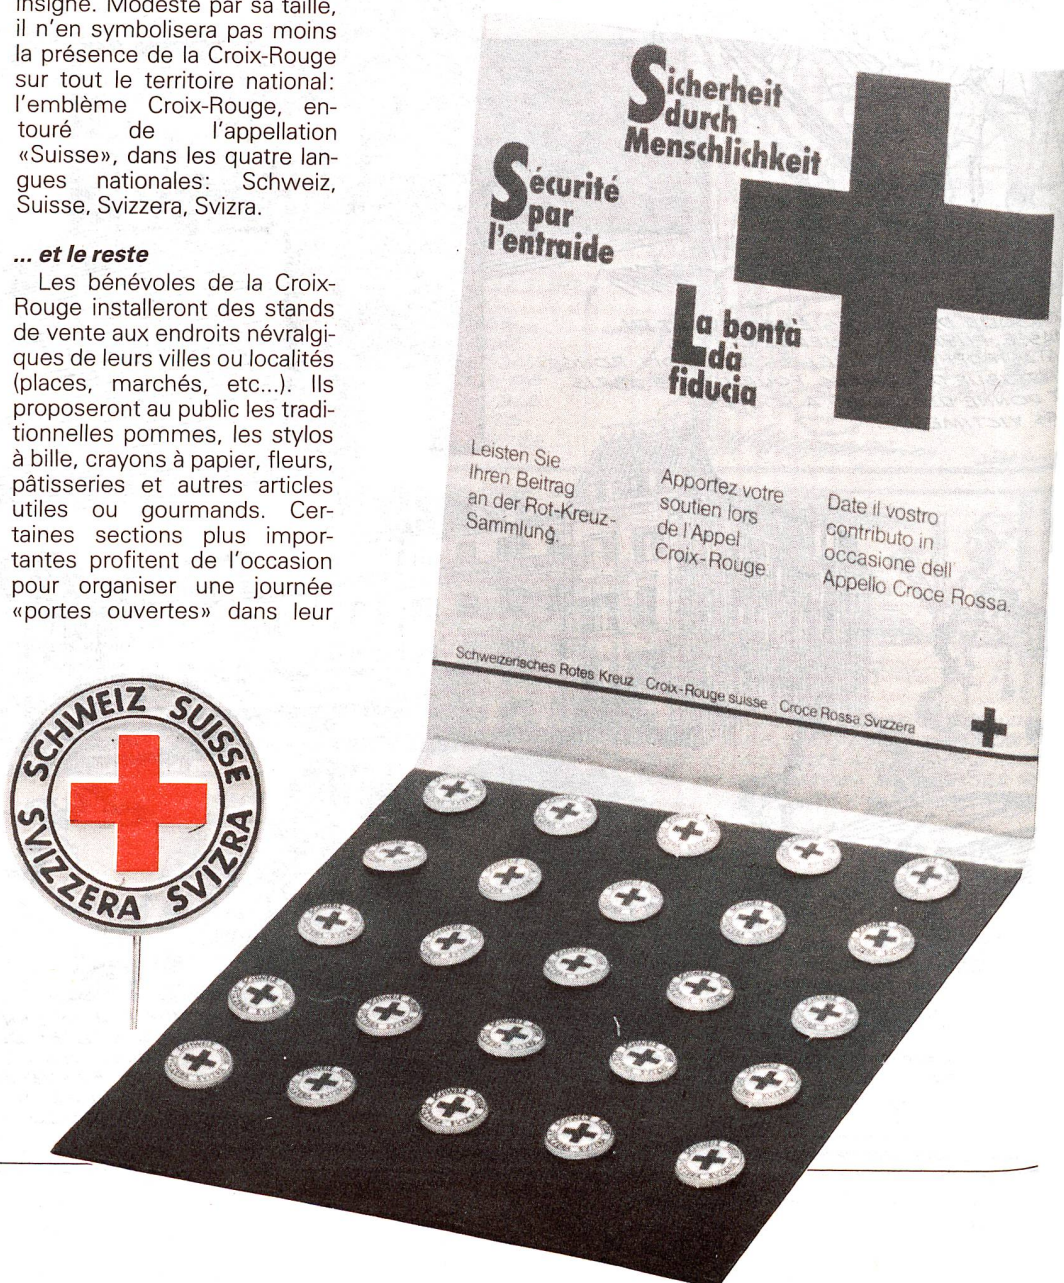 insigne. Modeste par sa taille,
il n'en symbolisera pas moins
la présence de la Croix-Rouge
sur tout le territoire national:
l'emblème Croix-Rouge, en-
touré de l'appellation
«Suisse», dans les quatre lan-
gues nationales: Schweiz,
Suisse, Svizzera, Svizra.
... et le reste
Les bénévoles de la Croix-
Rouge installeront des stands
de vente aux endroits névralgi-
ques de leurs villes ou localités
(places, marchés, etc...). Ils
proposeront au public les tradi-
tionnelles pommes, les stylos
à bille, crayons à papier, fleurs,
pâtisseries et autres articles
utiles ou gourmands. Cer-
taines sections plus impor-
tantes profitent de l'occasion
pour organiser une journée
«portes ouvertes» dans leur
SCHWEIZ SUISSE
SVIZZERA SVIZRA
Sicherheit
durch
Menschlichkeit
Sécurité
par
l'entraide
La bontà
dà
fiducia
Leisten Sie
Ihren Beitrag
an der Rot-Kreuz-
Sammlung.
Apportez votre
soutien lors
de l'Appel
Croix-Rouge
Date il vostro
contributo in
occasione dell'
Appello Croce Rossa.
Schweizerisches Rotes Kreuz Croix-Rouge suisse Croce Rossa Svizzera